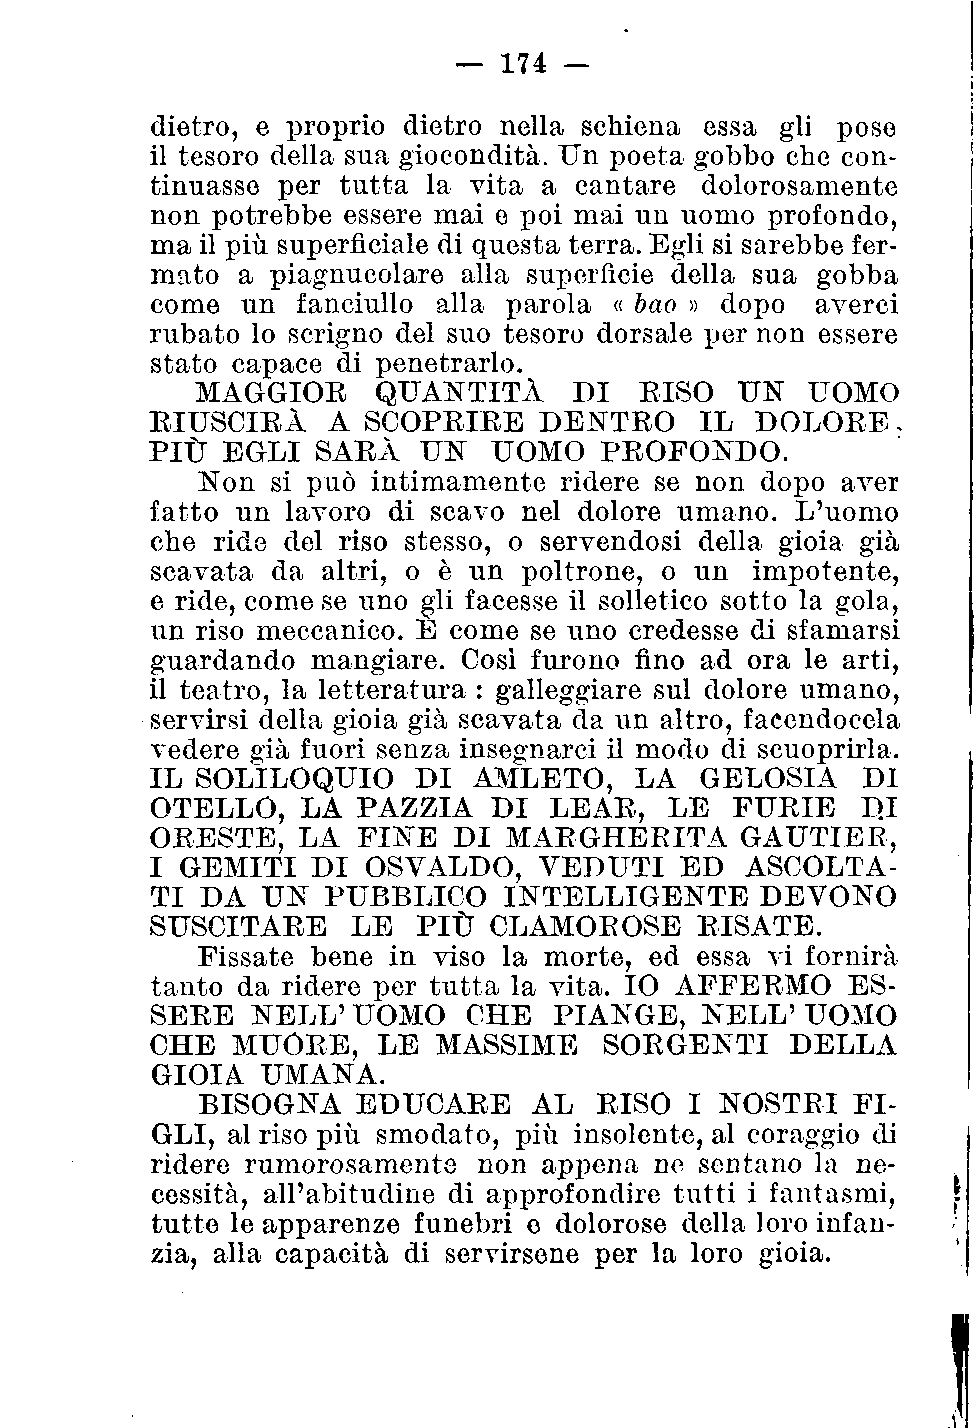 — 174 —
dietro, e proprio dietro nella schiena essa gli pose
il tesoro della sua giocondità. Un poeta gobbo che con-
tinuasse per tutta la vita a cantare dolorosamente
non potrebbe essere mai e poi mai un uomo profondo,
ma il più superficiale di questa terra. Egli si sarebbe fer-
mato a piagnucolare alla superficie della sua gobba
come un fanciullo alla parola « bao » dopo averci
rubato lo scrigno del suo tesoro dorsale per non essere
stato capace di penetrarlo.
MAGGIOR QUANTITÀ DI RISO UN UOMO
RIUSCIRÀ A SCOPRIRE DENTRO IL DOLORE,
PIÙ EGLI SARÀ UN UOMO PROFONDO.
Non si può intimamente ridere se non dopo aver
fatto un lavoro di scavo nel dolore umano. L'uomo
che ride del riso stesso, o servendosi della gioia già
scavata da altri, o è un poltrone, o un impotente,
e ride, come se uno gli facesse il solletico sotto la gola,
un riso meccanico. È come se uno credesse di sfamarsi
guardando mangiare. Così furono fino ad ora le arti,
il teatro, la letteratura : galleggiare sul dolore umano,
servirsi della gioia già scavata da un altro, facendocela
vedere già fuori senza insegnarci il modo di scuoprirla.
IL SOLILOQUIO DI AMLETO, LA GELOSIA DI
OTELLO, LA PAZZIA DI LEAR, LE FURIE DI
ORESTE, LA FINE DI MARGHERITA GAUTIER,
I GEMITI DI OSVALDO, VEDUTI ED ASCOLTA-
TI DA UN PUBBLICO INTELLIGENTE DEVONO
SUSCITARE LE PIÙ CLAMOROSE RISATE.
Fissate bene in viso la morte, ed essa vi fornirà
tanto da ridere per tutta la vita. IO AFFERMO ES-
SERE NELL' UOMO CHE PIANGE, NELL' UOMO
CHE MUORE, LE MASSIME SORGENTI DELLA
GIOIA UMANA.
BISOGNA EDUCARE AL RISO I NOSTRI FI-
GLI, al riso più smodato, più insolente, al coraggio di
ridere rumorosamente non appena ne sentano la ne-
cessità, all'abitudine di approfondire tutti i fantasmi,
tutte le apparenze funebri e dolorose della loro infan-
zia, alla capacità di servirsene per la loro gioia.